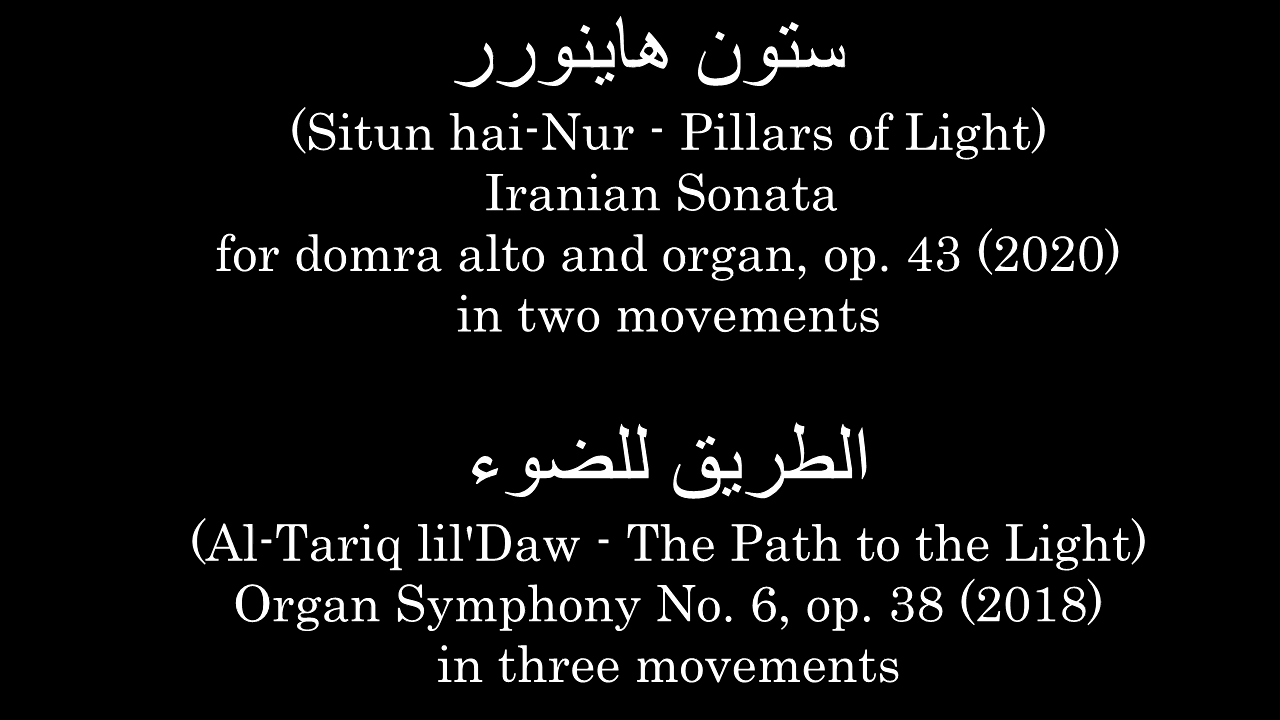 ستون هاینورر
(Situn hai-Nur - Pillars of Light)
Iranian Sonata
for domra alto and organ, op. 43 (2020)
in two movements
الطريق للضوء
(Al-Tariq lil'Daw - The Path to the Light)
Organ Symphony No. 6, op. 38 (2018)
in three movements